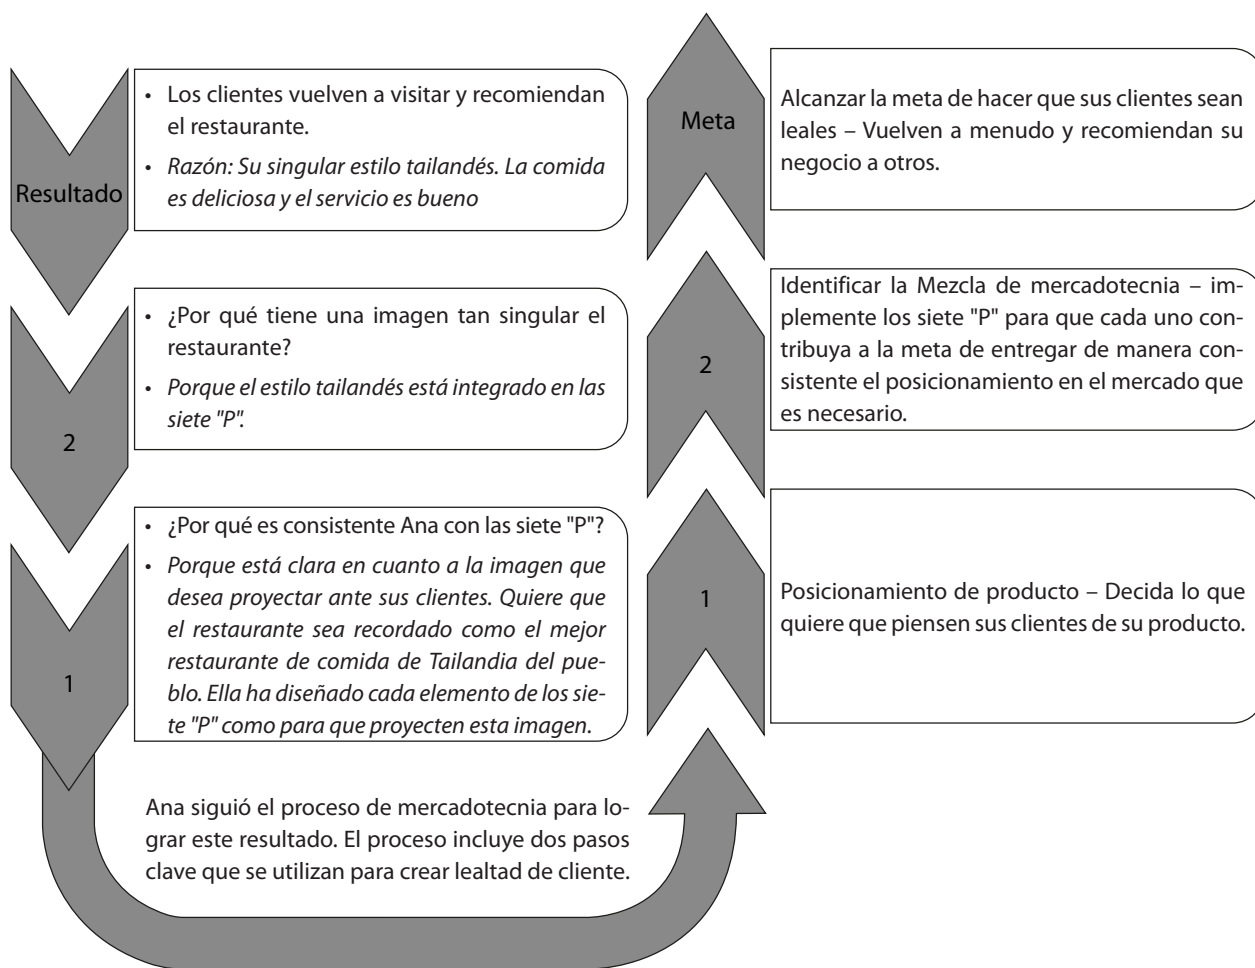 Resultado
• Los clientes vuelven a visitar y recomiendan
el restaurante.
• Razón: Su singular estilo tailandés. La comida
es deliciosa y el servicio es bueno
2
• ¿Por qué tiene una imagen tan singular el
restaurante?
• Porque el estilo tailandés está integrado en las
siete "P".
1
• ¿Por qué es consistente Ana con las siete "P"?
• Porque está clara en cuanto a la imagen que
desea proyectar ante sus clientes. Quiere que
el restaurante sea recordado como el mejor
restaurante de comida de Tailandia del pue-
blo. Ella ha diseñado cada elemento de los sie-
te "P" como para que proyecten esta imagen.
Ana siguió el proceso de mercadotecnia para lo-
grar este resultado. El proceso incluye dos pasos
clave que se utilizan para crear lealtad de cliente.
Meta
Alcanzar la meta de hacer que sus clientes sean
leales – Vuelven a menudo y recomiendan su
negocio a otros.
2
Identificar la Mezcla de mercadotecnia – im-
plemente los siete "P" para que cada uno con-
tribuya a la meta de entregar de manera con-
sistente el posicionamiento en el mercado que
es necesario.
1
Posicionamiento de producto – Decida lo que
quiere que piensen sus clientes de su producto.